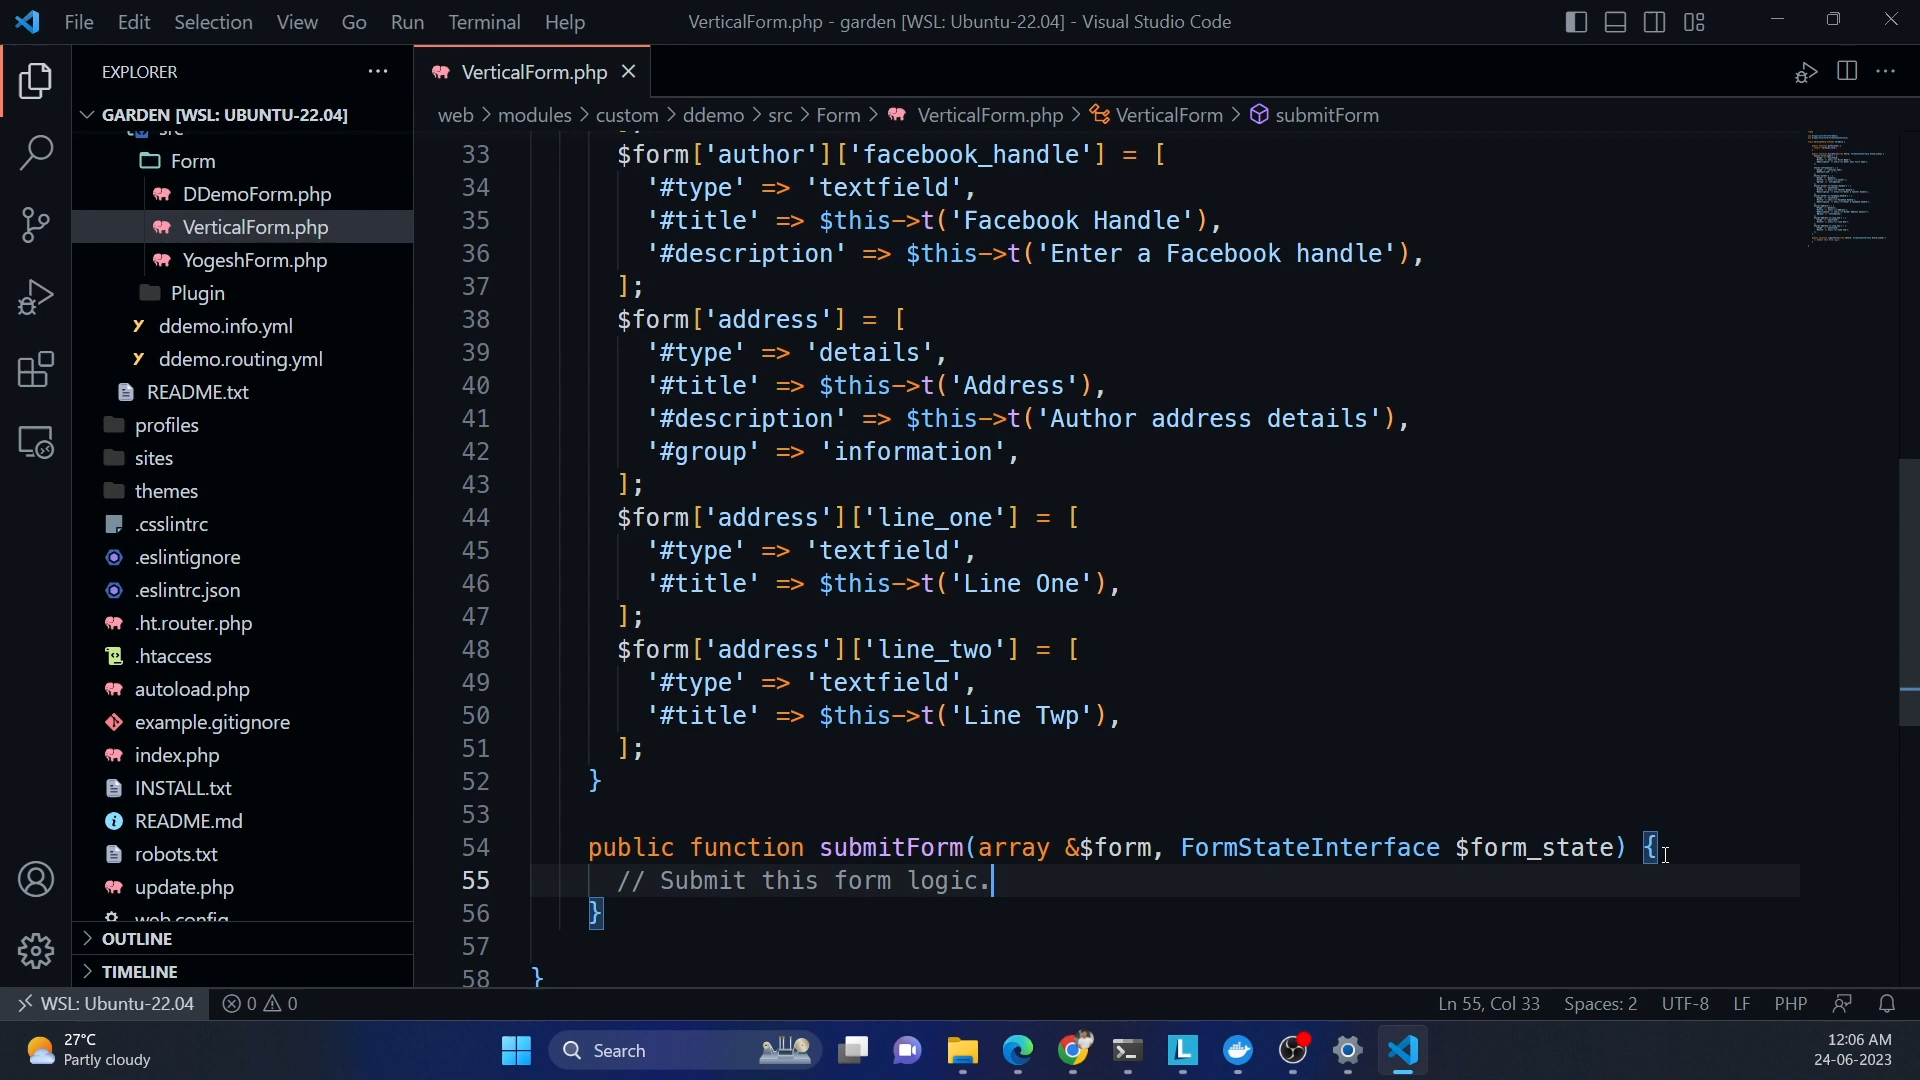 File Edit Selection View Go Run Terminal Help
VerticalForm.php - garden [WSL: Ubuntu-22.04] - Visual Studio Code
EXPLORER
GARDEN [WSL: UBUNTU-22.04]
src
Form
DDemoForm.php
VerticalForm.php
YogeshForm.php
Plugin
ddemo.info.yml
ddemo.routing.yml
README.txt
profiles
sites
themes
.csslintrc
.eslintignore
.eslintrc.json
.ht.router.php
.htaccess
autoload.php
example.gitignore
index.php
INSTALL.txt
README.md
robots.txt
update.php
web.config
OUTLINE
TIMELINE
VerticalForm.php
web > modules > custom > ddemo > src > Form > VerticalForm.php > VerticalForm > submitForm
33 $form['author']['facebook_handle'] = [
34 '#type' => 'textfield',
35 '#title' => $this->t('Facebook Handle'),
36 '#description' => $this->t('Enter a Facebook handle'),
37 ];
38 $form['address'] = [
39 '#type' => 'details',
40 '#title' => $this->t('Address'),
41 '#description' => $this->t('Author address details'),
42 '#group' => 'information',
43 ];
44 $form['address']['line_one'] = [
45 '#type' => 'textfield',
46 '#title' => $this->t('Line One'),
47 ];
48 $form['address']['line_two'] = [
49 '#type' => 'textfield',
50 '#title' => $this->t('Line Twp'),
51 ];
52 }
53
54 public function submitForm(array &$form, FormStateInterface $form_state) {
55 // Submit this form logic.
56 }
57
58 }
WSL: Ubuntu-22.04 0 0
Ln 55, Col 33 Spaces: 2 UTF-8 LF PHP
27°C
Partly cloudy
Search
12:06 AM
24-06-2023